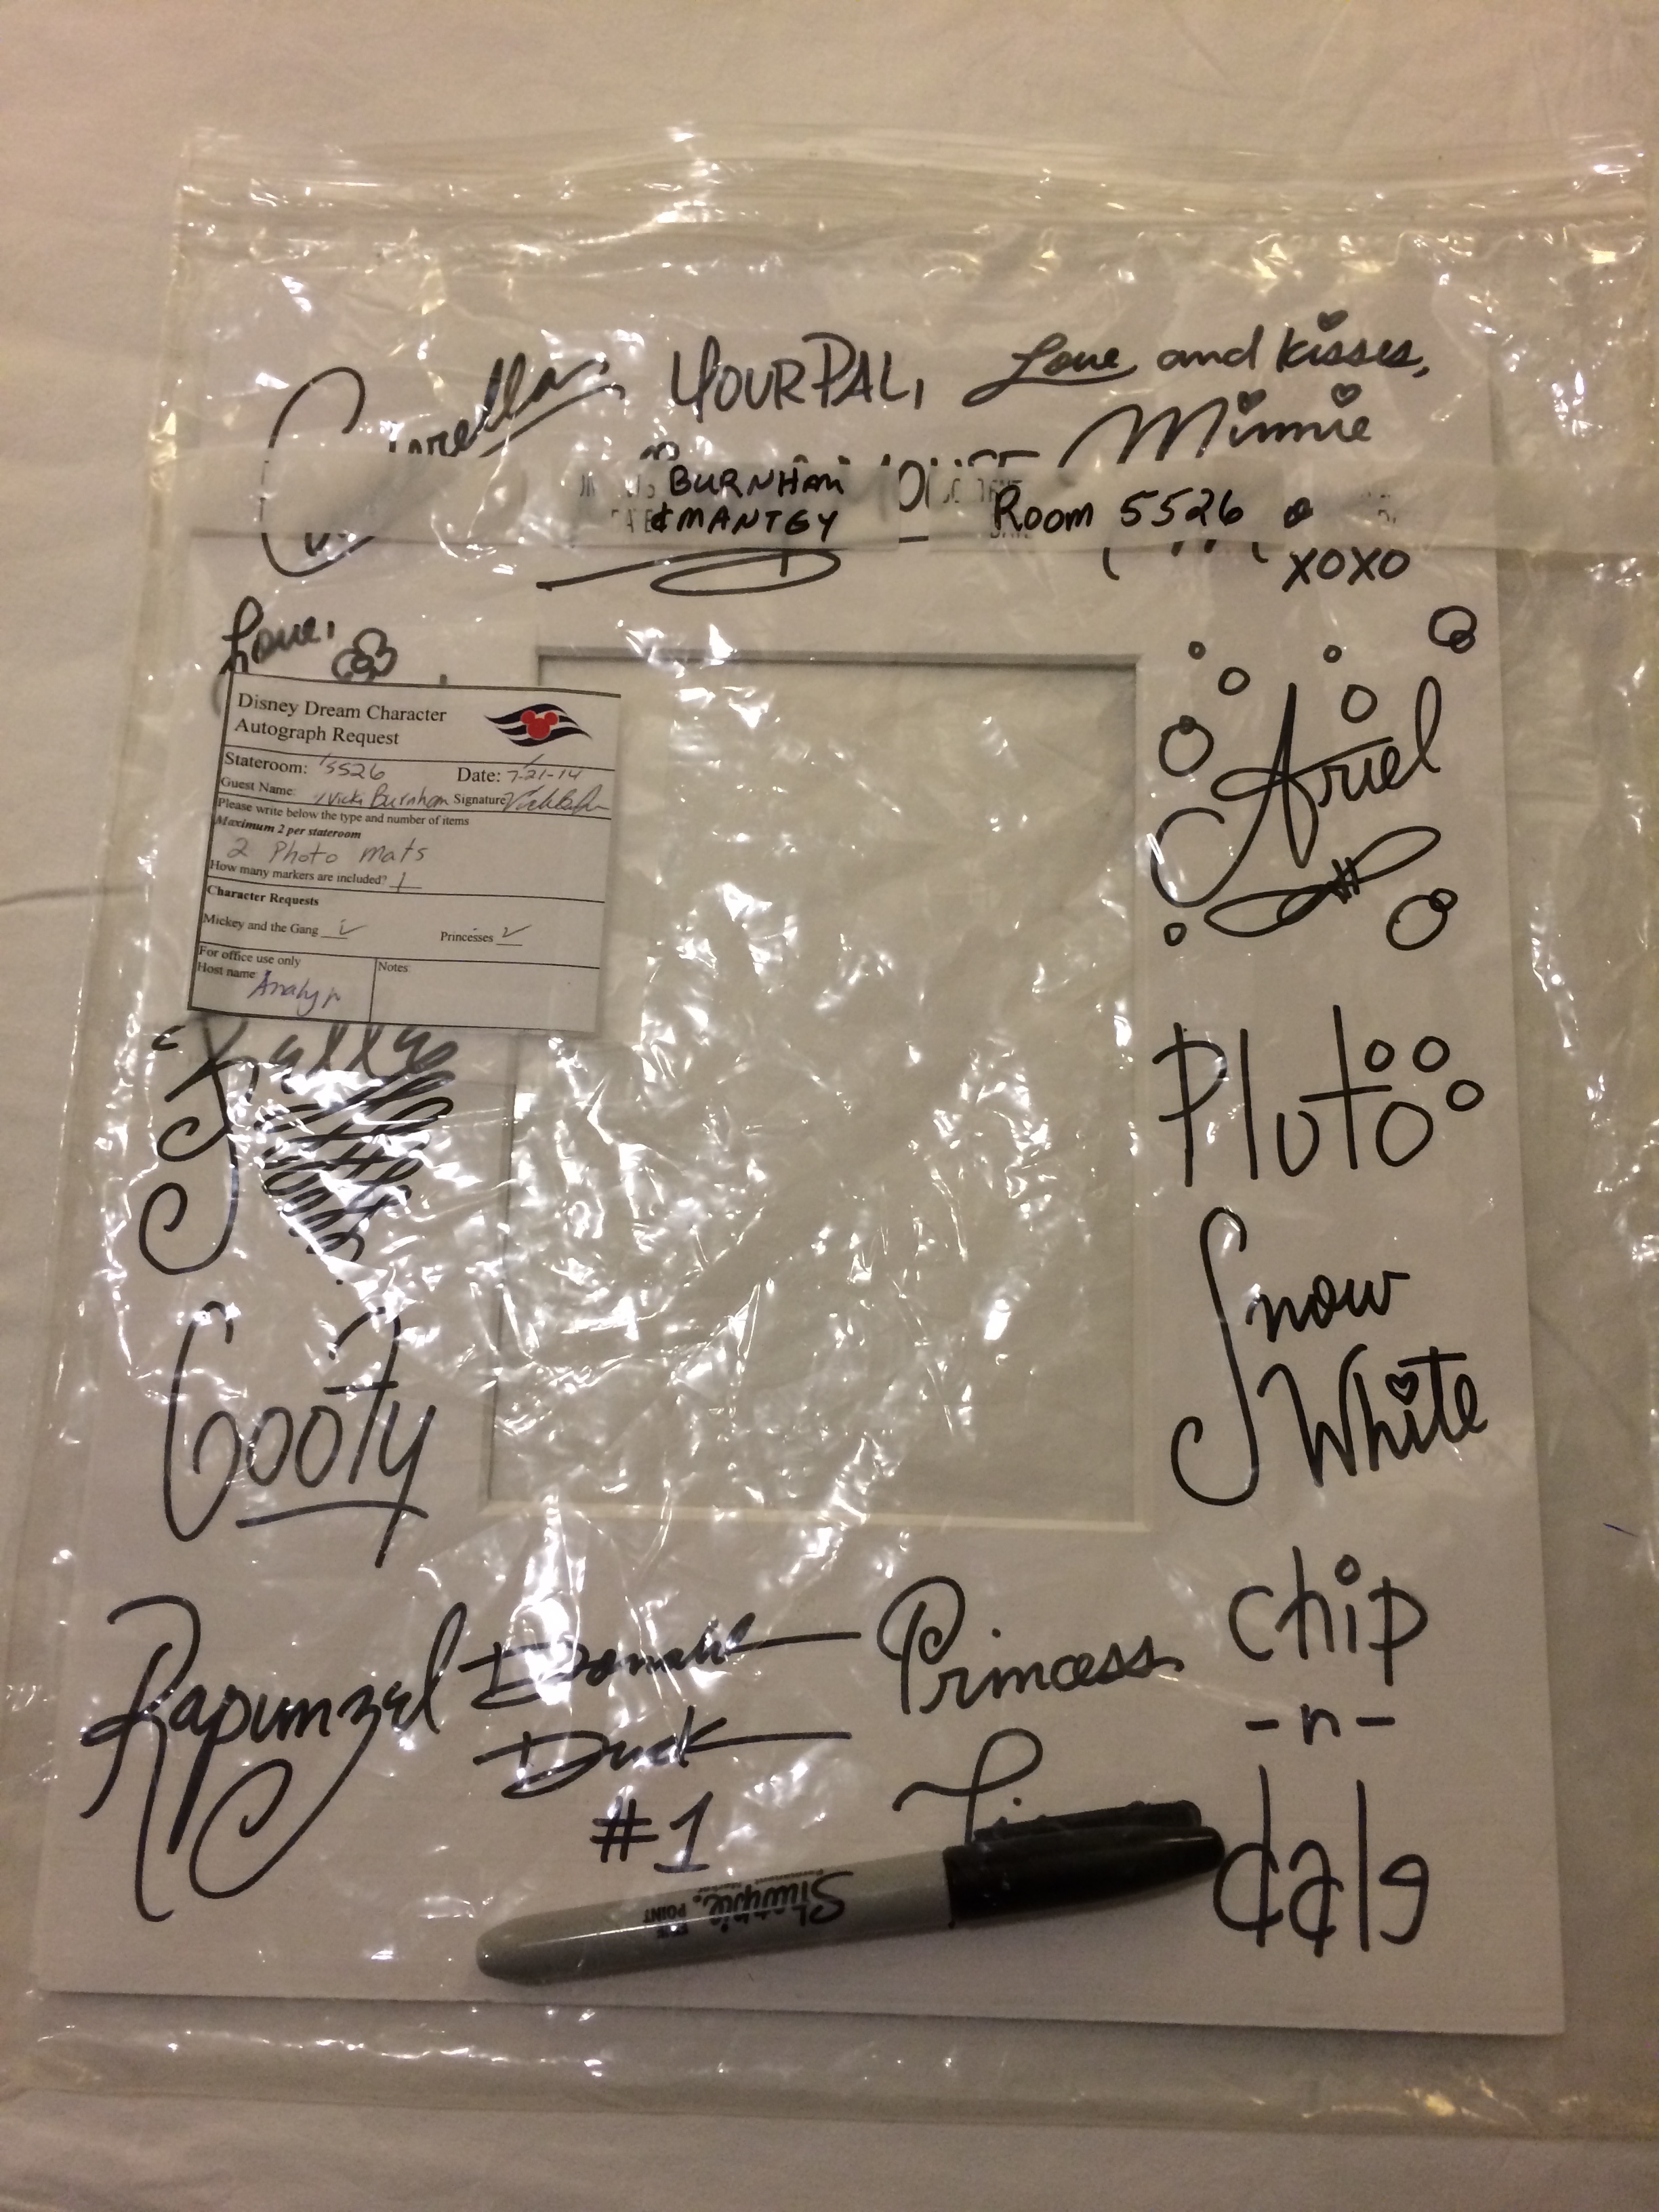 YOUR PAL,
Love and kisses,
Minnie
BURNHAM
& MANTEY
Room 5526
XOXO
Love,
Disney Dream Character
Autograph Request
Stateroom: 5526 Date: 7-21-14
Guest Name: Vicki Burnham Signature
Please write below the type and number of items
Maximum 2 per stateroom
2 Photo Mats
How many markers are included? 1
Character Requests
Mickey and the Gang ✓ Princesses ✓
For office use only
Host name: Notes:
Ariel
Pluto
Goofy
Snow
White
Rapunzel
Donald
Duck
#1
Princess
Chip
-n-
dale
Sharpie.
FINE
POINT